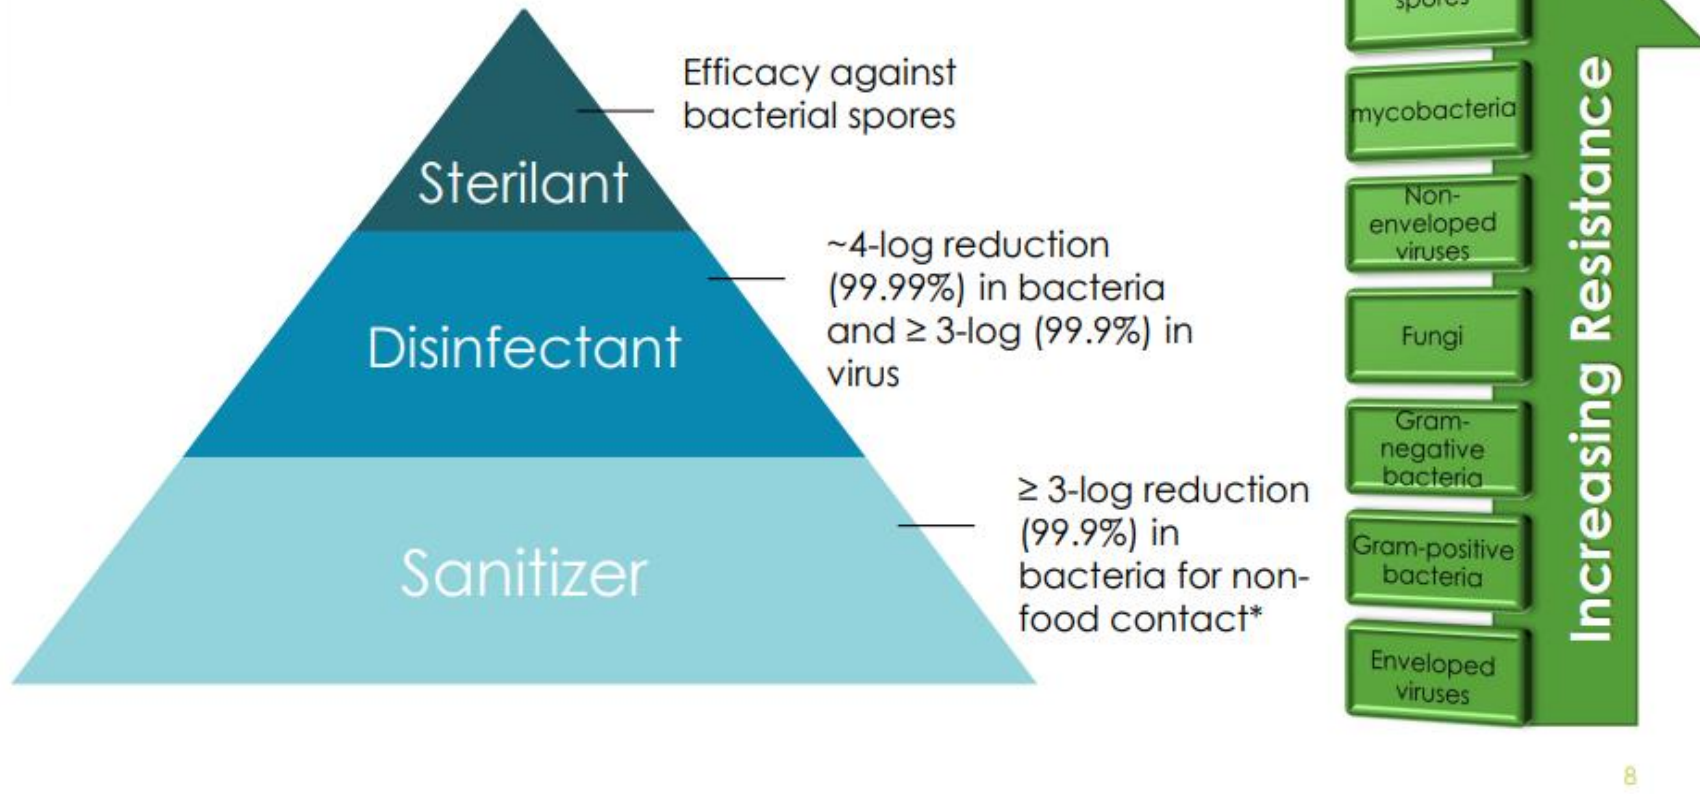 Efficacy against
bacterial spores
Sterilant
~4-log reduction
(99.99%) in bacteria
and ≥ 3-log (99.9%) in
virus
Disinfectant
≥ 3-log reduction
(99.9%) in
bacteria for non-
food contact*
Sanitizer
spores
mycobacteria
Non-
enveloped
viruses
Fungi
Gram-
negative
bacteria
Gram-positive
bacteria
Enveloped
viruses
Increasing Resistance
8